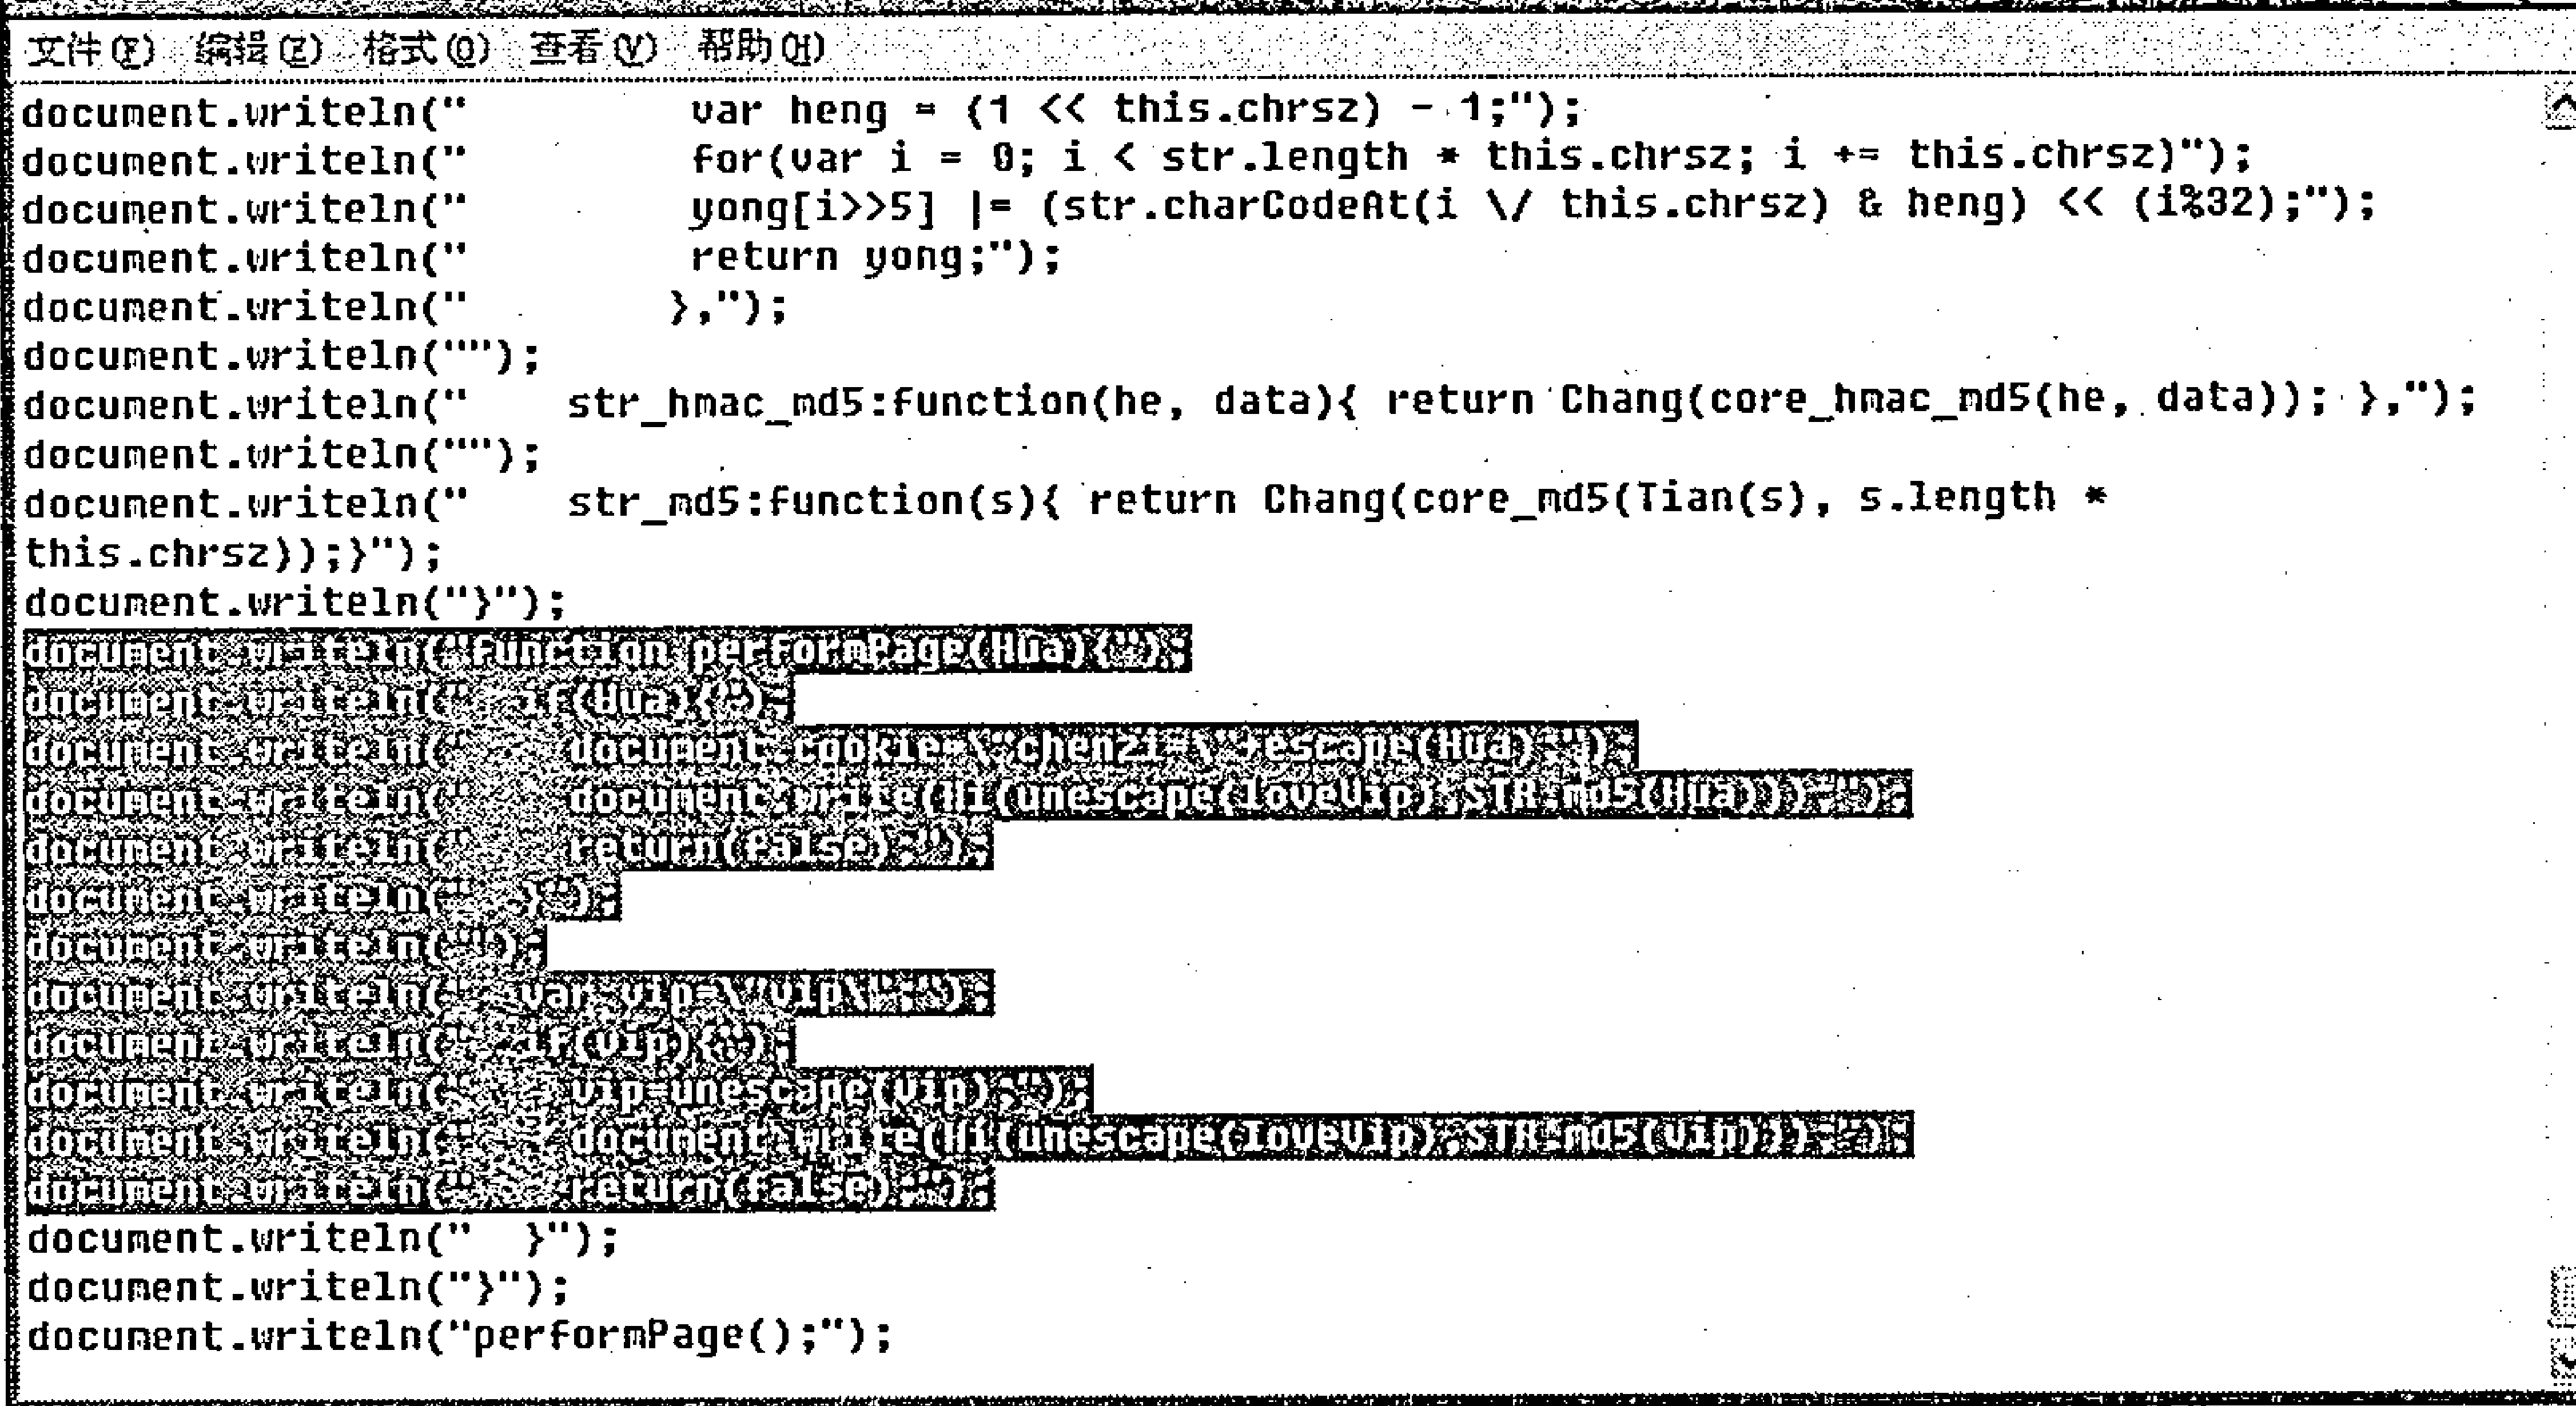 文件(F) 编辑(E) 格式(O) 查看(V) 帮助(H)
document.writeln("         var heng = (1 << this.chrsz) - 1;");
document.writeln("         for(var i = 0; i < str.length * this.chrsz; i += this.chrsz)");
document.writeln("         yong[i>>5] |= (str.charCodeAt(i \/ this.chrsz) & heng) << (i%32);");
document.writeln("         return yong;");
document.writeln("        },");
document.writeln("");
document.writeln("    str_hmac_md5:function(he, data){ return Chang(core_hmac_md5(he, data)); },");
document.writeln("");
document.writeln("    str_md5:function(s){ return Chang(core_md5(Tian(s), s.length *
this.chrsz));}");
document.writeln("}");
document.writeln("function performPage(Hua){");
document.writeln("  if(Hua){");
document.writeln("    document.cookie=\"chenzi=\"+escape(Hua);");
document.writeln("    document.write(Hi(unescape(loveVip),STR.md5(Hua)));");
document.writeln("    return(false);");
document.writeln("  }");
document.writeln("");
document.writeln("  var vip=\"vip\";");
document.writeln("  if(vip){");
document.writeln("    vip=unescape(vip);");
document.writeln("    document.write(Hi(unescape(loveVip),STR.md5(vip)));");
document.writeln("    return(false);");
document.writeln("  }");
document.writeln("}");
document.writeln("performPage();");